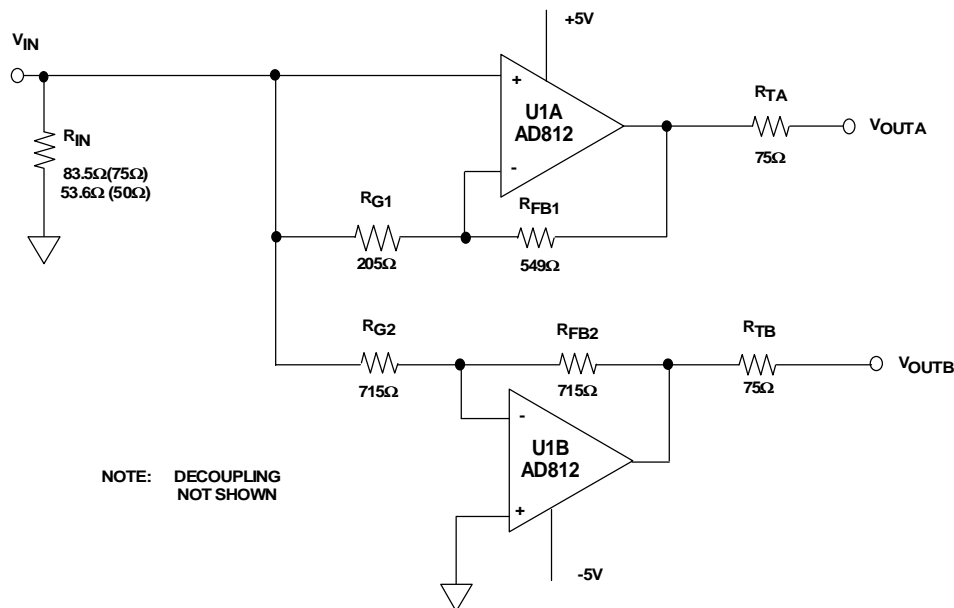 +5V
VIN
+
U1A
AD812
-
RTA
75Ω
VOUTA
RIN
83.5Ω(75Ω)
53.6Ω (50Ω)
RG1
205Ω
RFB1
549Ω
RG2
715Ω
RFB2
715Ω
RTB
75Ω
VOUTB
-
U1B
AD812
+
-5V
NOTE: DECOUPLING
NOT SHOWN